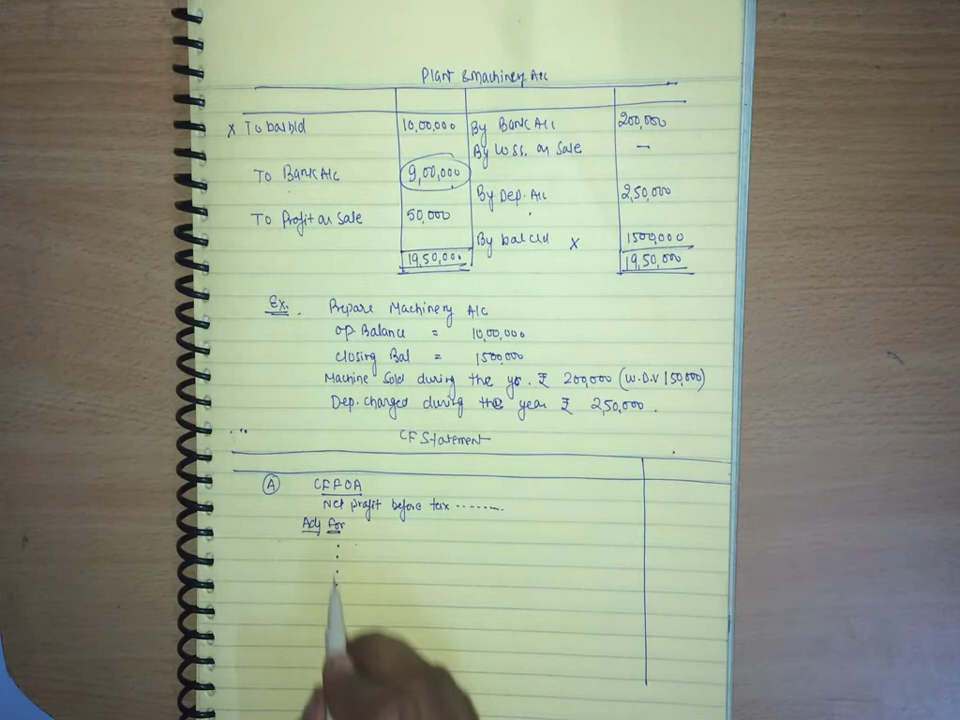 Plant & Machinery A/c
x To bal b/d 10,00,000 By Bank A/c 200,000
By Loss. on Sale —
To Bank A/c 9,00,000
By Dep. A/c 2,50,000
To Profit on Sale 50,000
By bal c/d x 1500,000
19,50,000 19,50,000
Ex. Prepare Machinery A/c
op Balance = 10,00,000
closing Bal = 1500000
Machine Sold during the yr. ₹ 200,000 (W.D.V 150,000)
Dep. charged during the year ₹ 2,50,000.
CF Statement
A CFFOA
Net profit before tax ........
Adj For